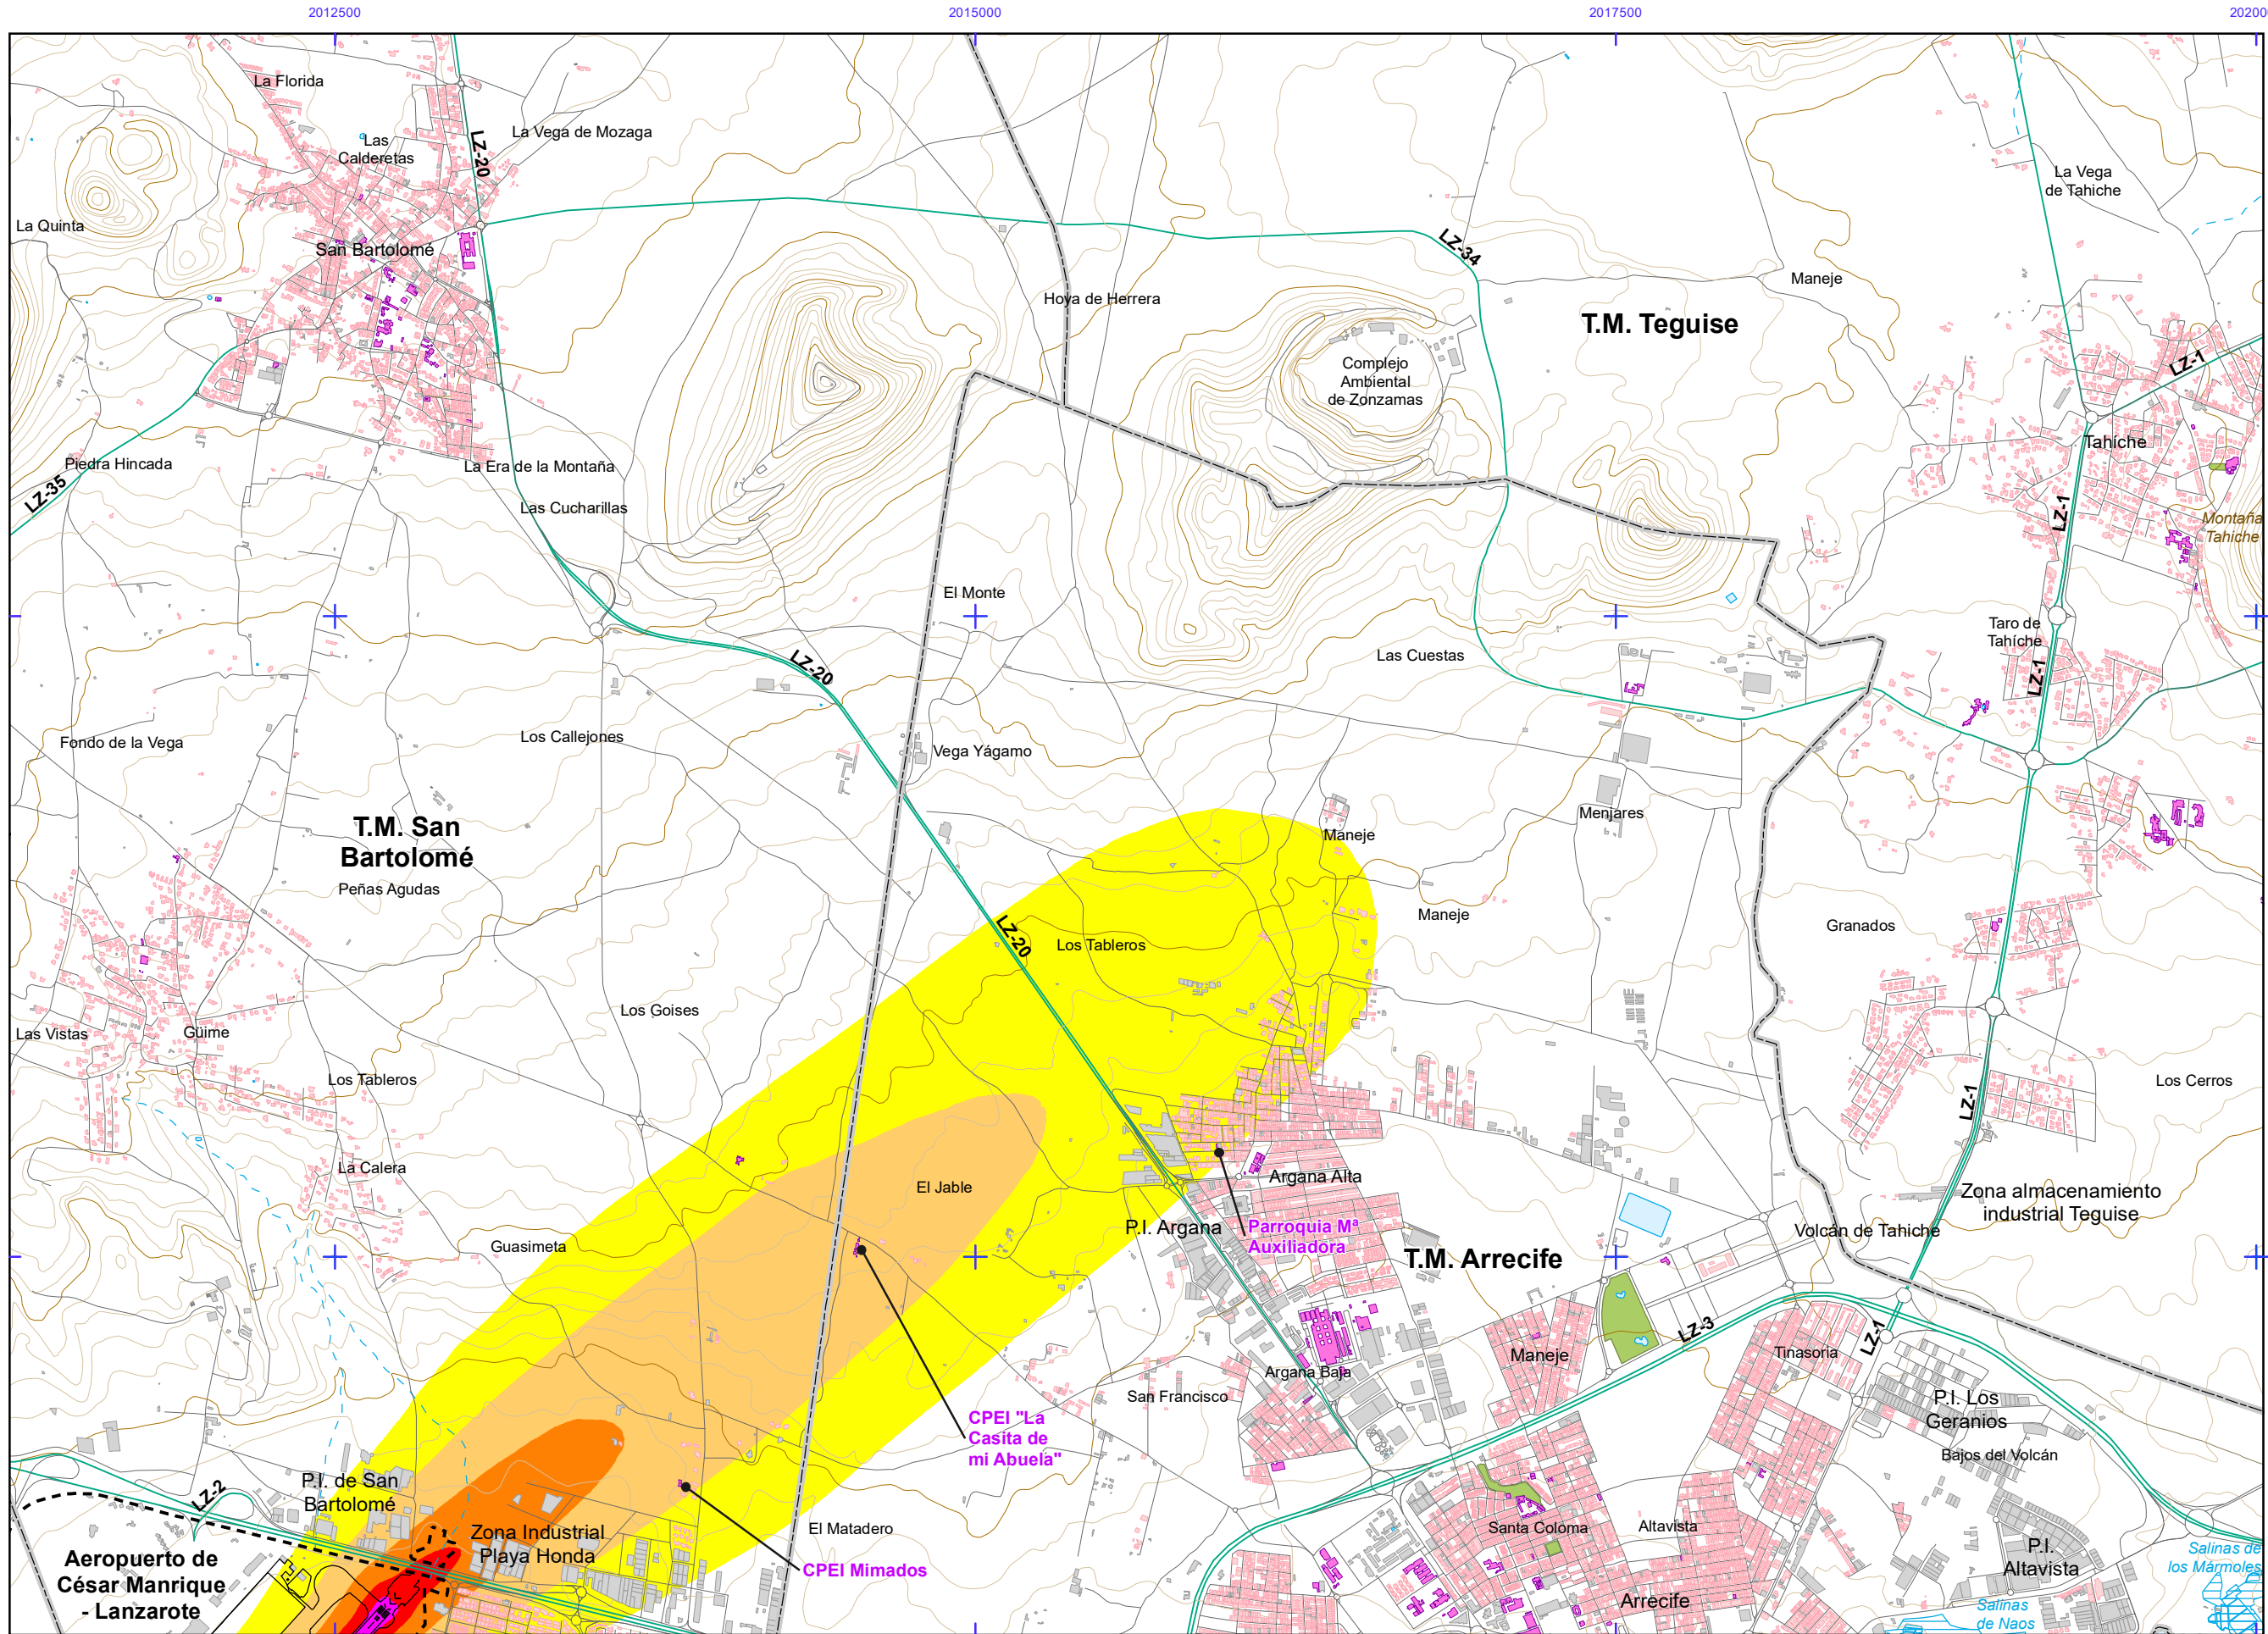 2012500
2015000
2017500
20200
La Florida
La Vega de Mozaga
Las
Calderetas
LZ-20
La Vega
de Tahiche
La Quinta
San Bartolomé
LZ-34
Hoya de Herrera
Maneje
T.M. Teguise
Complejo
Ambiental
de Zonzamas
LZ-1
Tahíche
Piedra Hincada
La Era de la Montaña
LZ-35
Las Cucharillas
LZ-1
Montaña
Tahiche
El Monte
Taro de
Tahíche
Las Cuestas
LZ-20
LZ-1
Fondo de la Vega
Los Callejones
Vega Yágamo
Menjares
T.M. San
Bartolomé
Maneje
Peñas Agudas
Maneje
Granados
LZ-20
Los Tableros
Los Goises
Las Vistas
Güime
Los Tableros
Los Cerros
LZ-1
La Calera
Argana Alta
El Jable
Zona almacenamiento
industrial Teguise
P.I. Argana
Parroquia Mª
Auxiliadora
Volcán de Tahiche
Guasimeta
T.M. Arrecife
LZ-3
LZ-1
Maneje
Tinasoria
Argana Baja
San Francisco
P.I. Los
Geranios
CPEI "La
Casita de
mi Abuela"
Bajos del Volcán
P.I. de San
Bartolomé
LZ-2
Zona Industrial
Playa Honda
El Matadero
Santa Coloma
Altavista
P.I.
Altavista
Salinas de
los Mármoles
Aeropuerto de
César Manrique
- Lanzarote
CPEI Mimados
Arrecife
Salinas
de Naos